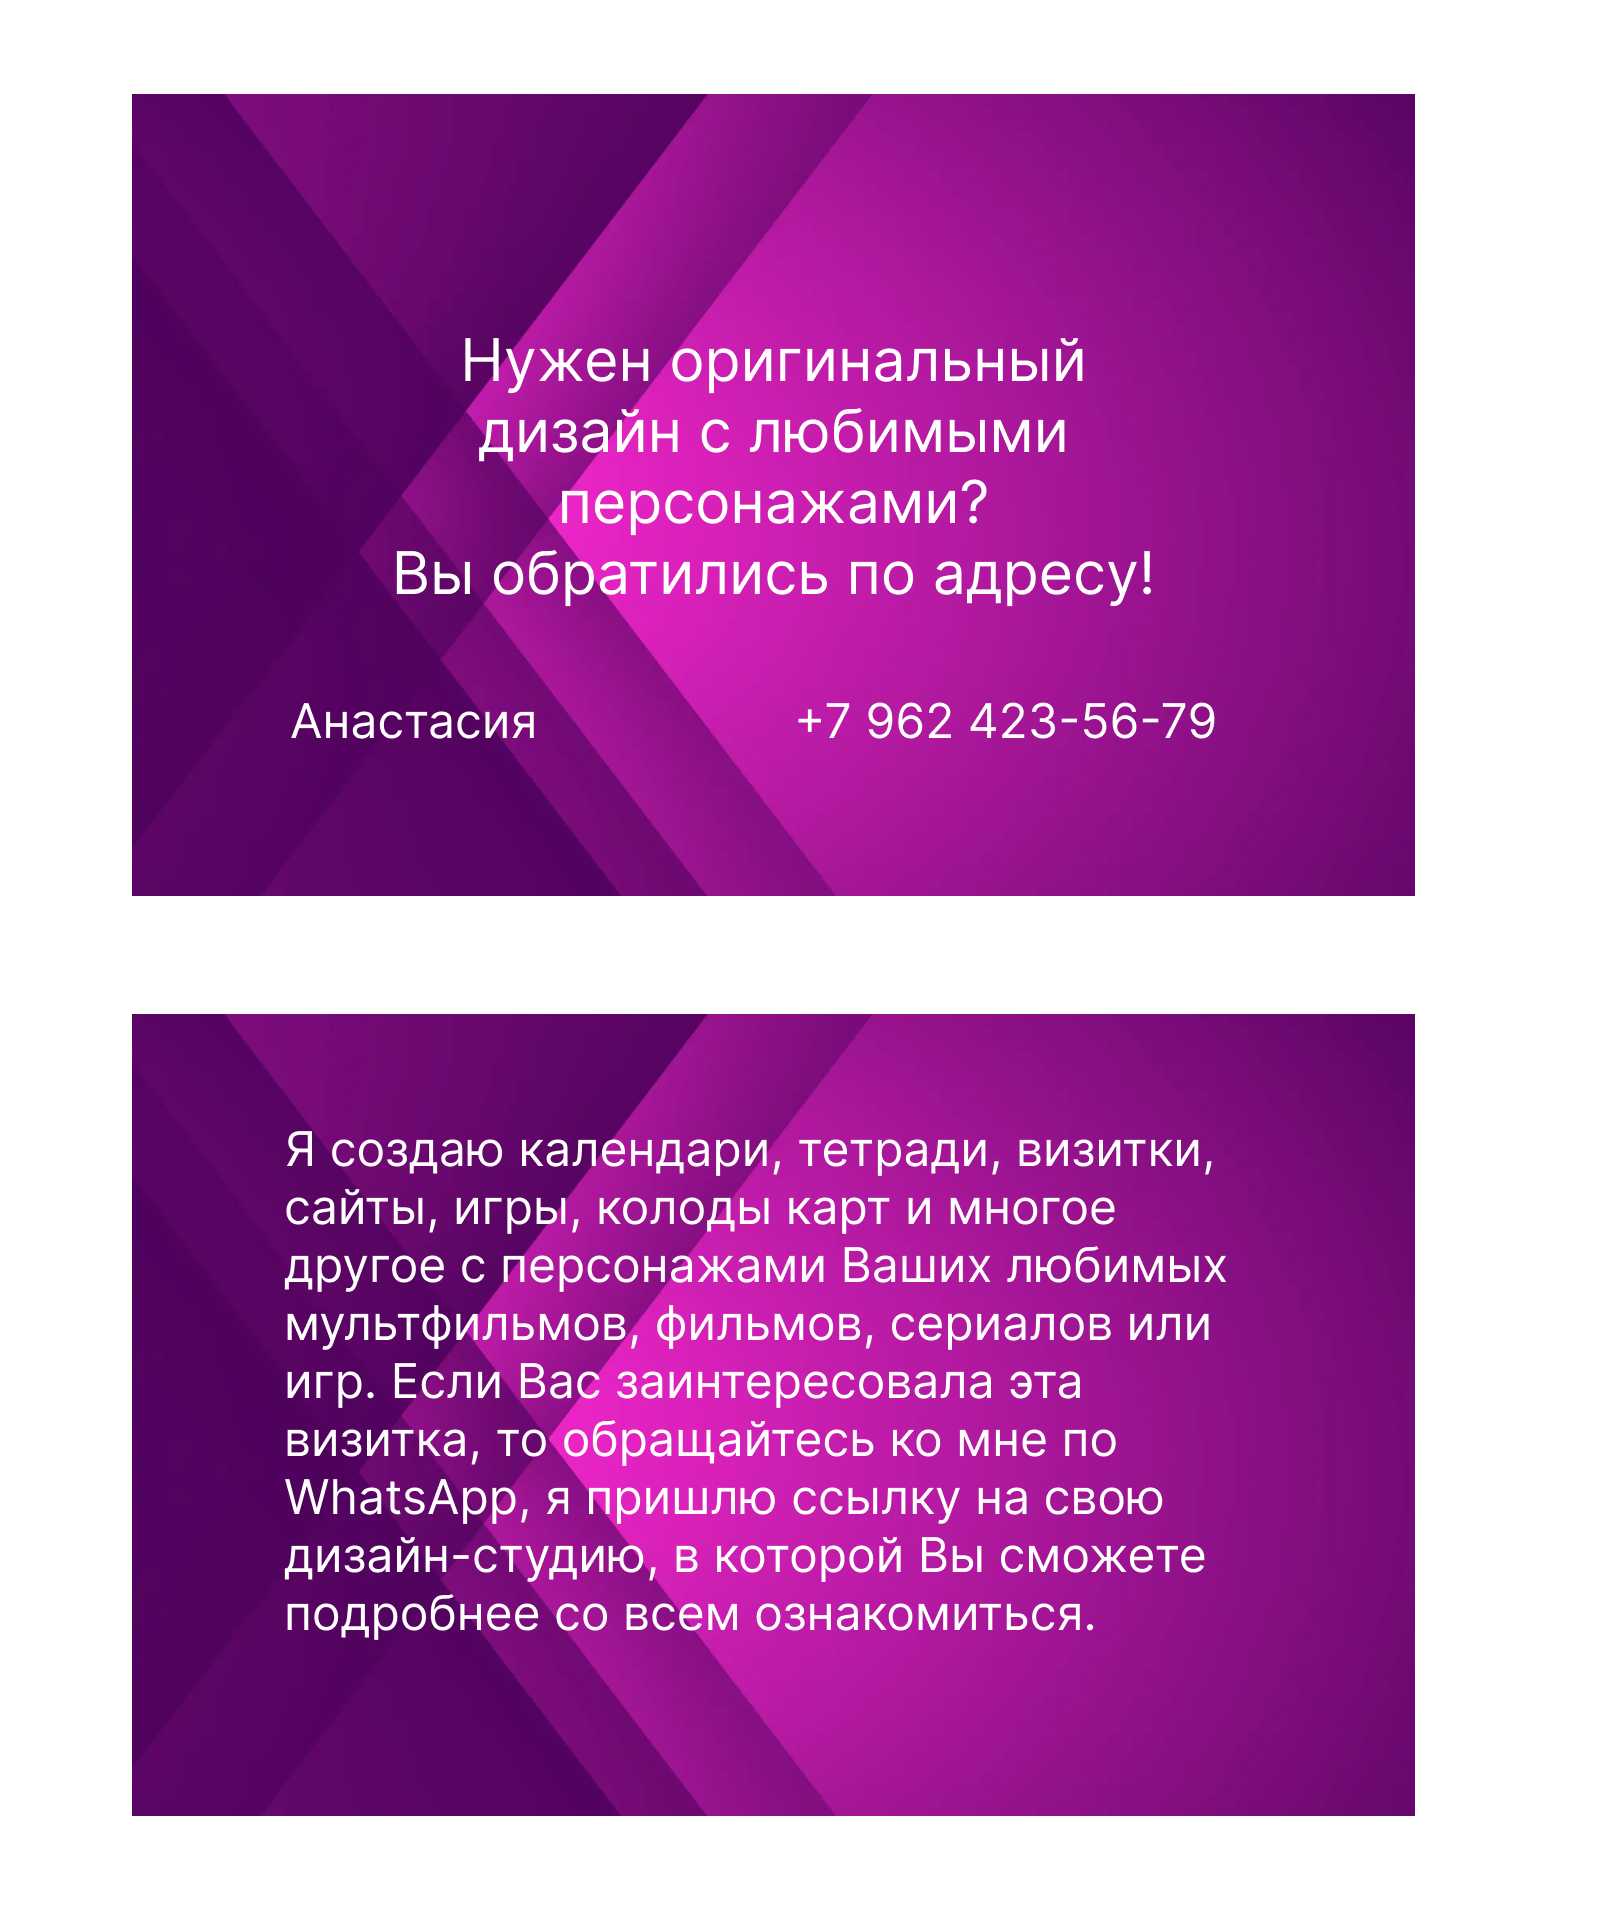 Нужен оригинальный
дизайн с любимыми
персонажами?
Вы обратились по адресу!
Анастасия
+7 962 423-56-79
Я создаю календари, тетради, визитки,
сайты, игры, колоды карт и многое
другое с персонажами Ваших любимых
мультфильмов, фильмов, сериалов или
игр. Если Вас заинтересовала эта
визитка, то обращайтесь ко мне по
WhatsApp, я пришлю ссылку на свою
дизайн-студию, в которой Вы сможете
подробнее со всем ознакомиться.